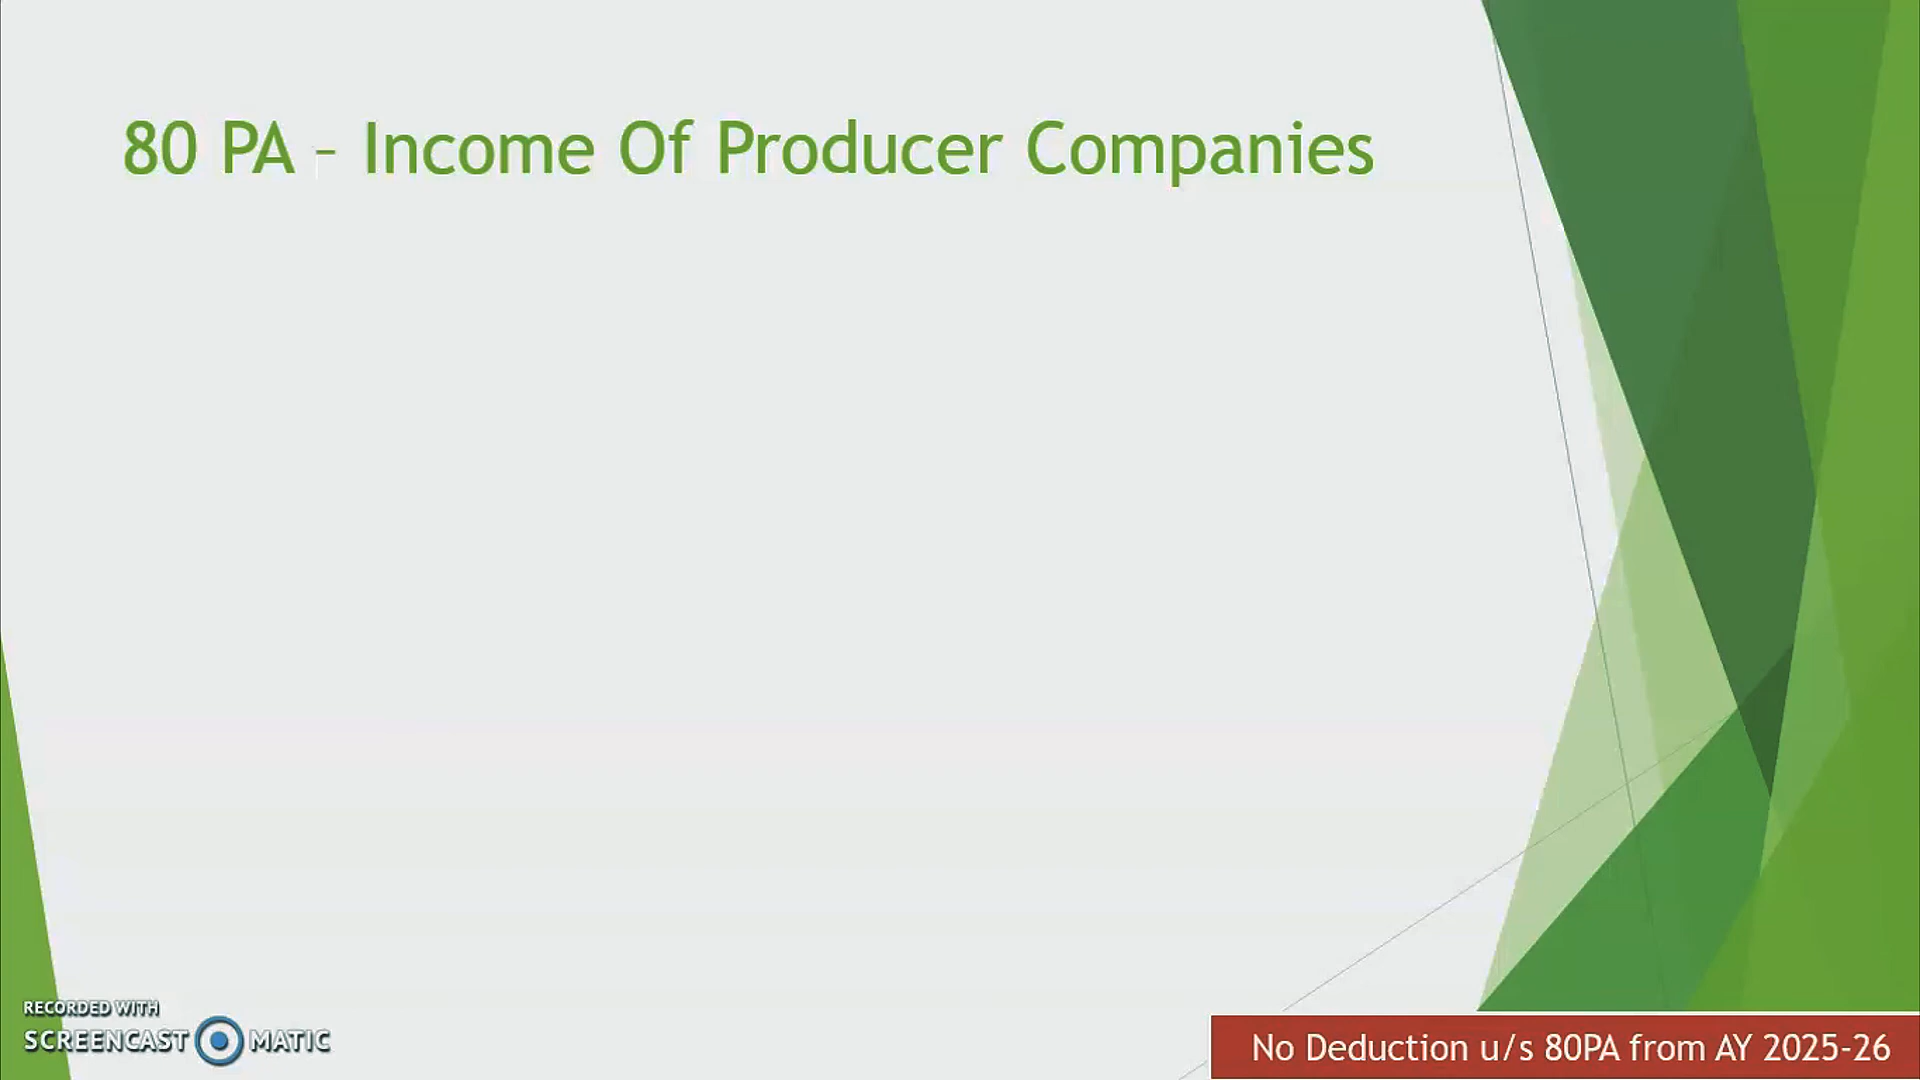 80 PA – Income Of Producer Companies
RECORDED WITH
SCREENCAST MATIC
No Deduction u/s 80PA from AY 2025-26